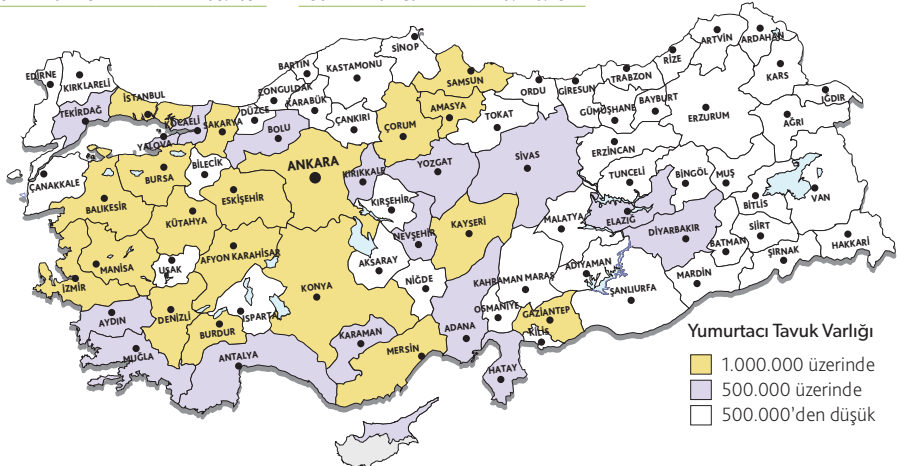 SİNOP
ARTVİN
ARDAHAN
RİZE
BARTIN
KASTAMONU
EDİRNE
KIRKLARELİ
ZONGULDAK
KARABÜK
SAMSUN
TRABZON
KARS
İSTANBUL
TEKİRDAĞ
ORDU
GİRESUN
IĞDIR
KOCAELİ
SAKARYA
DÜZCE
ÇANKIRI
AMASYA
GÜMÜŞHANE
BAYBURT
YALOVA
BOLU
ÇORUM
TOKAT
ERZURUM
AĞRI
BİLECİK
ANKARA
ERZİNCAN
ÇANAKKALE
BURSA
KIRIKKALE
YOZGAT
SİVAS
TUNCELİ
BİNGÖL
MUŞ
BALIKESİR
ESKİŞEHİR
KIRŞEHİR
VAN
KÜTAHYA
BİTLİS
KAYSERİ
MALATYA
ELAZIĞ
NEVŞEHİR
DİYARBAKIR
SİİRT
HAKKARİ
AFYON KARAHİSAR
MANİSA
UŞAK
AKSARAY
BATMAN
ŞIRNAK
İZMİR
KONYA
NİĞDE
KAHRAMAN MARAŞ
ADIYAMAN
MARDİN
ŞANLIURFA
AYDIN
DENİZLİ
ISPARTA
OSMANİYE
GAZİANTEP
BURDUR
KARAMAN
ADANA
KİLİS
MUĞLA
ANTALYA
MERSİN
HATAY
Yumurtacı Tavuk Varlığı
1.000.000 üzerinde
500.000 üzerinde
500.000’den düşük